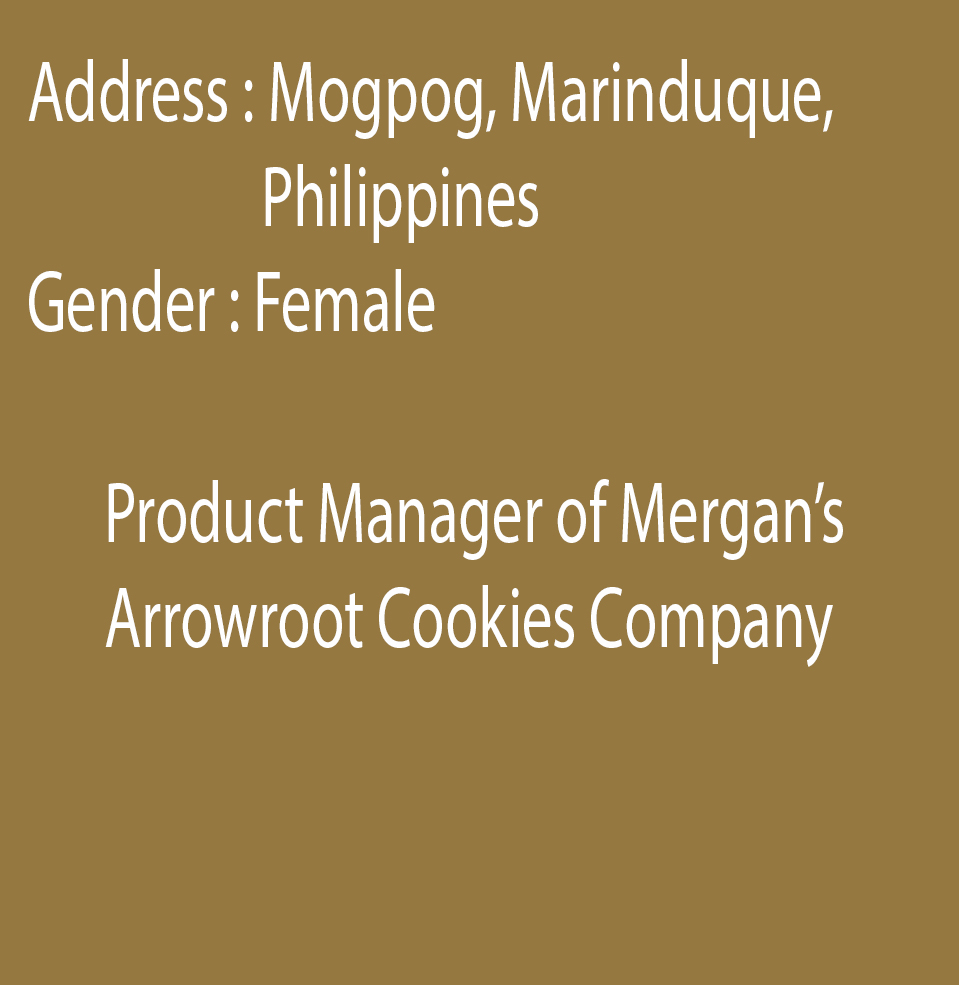 Address : Mogpog, Marinduque,
Philippines
Gender : Female
Product Manager of Mergan’s
Arrowroot Cookies Company